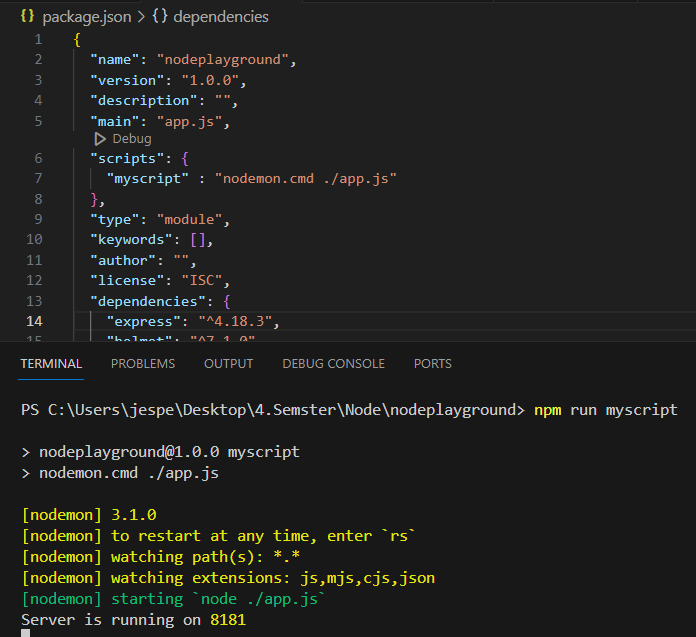 {} package.json > {} dependencies
1 {
2 "name": "nodeplayground",
3 "version": "1.0.0",
4 "description": "",
5 "main": "app.js",
Debug
6 "scripts": {
7 "myscript" : "nodemon.cmd ./app.js"
8 },
9 "type": "module",
10 "keywords": [],
11 "author": "",
12 "license": "ISC",
13 "dependencies": {
14 "express": "^4.18.3",
15 "helmet": "^7.1.0"
TERMINAL PROBLEMS OUTPUT DEBUG CONSOLE PORTS
PS C:\Users\jespe\Desktop\4.Semster\Node\nodeplayground> npm run myscript
> nodeplayground@1.0.0 myscript
> nodemon.cmd ./app.js
[nodemon] 3.1.0
[nodemon] to restart at any time, enter `rs`
[nodemon] watching path(s): *.*
[nodemon] watching extensions: js,mjs,cjs,json
[nodemon] starting `node ./app.js`
Server is running on 8181